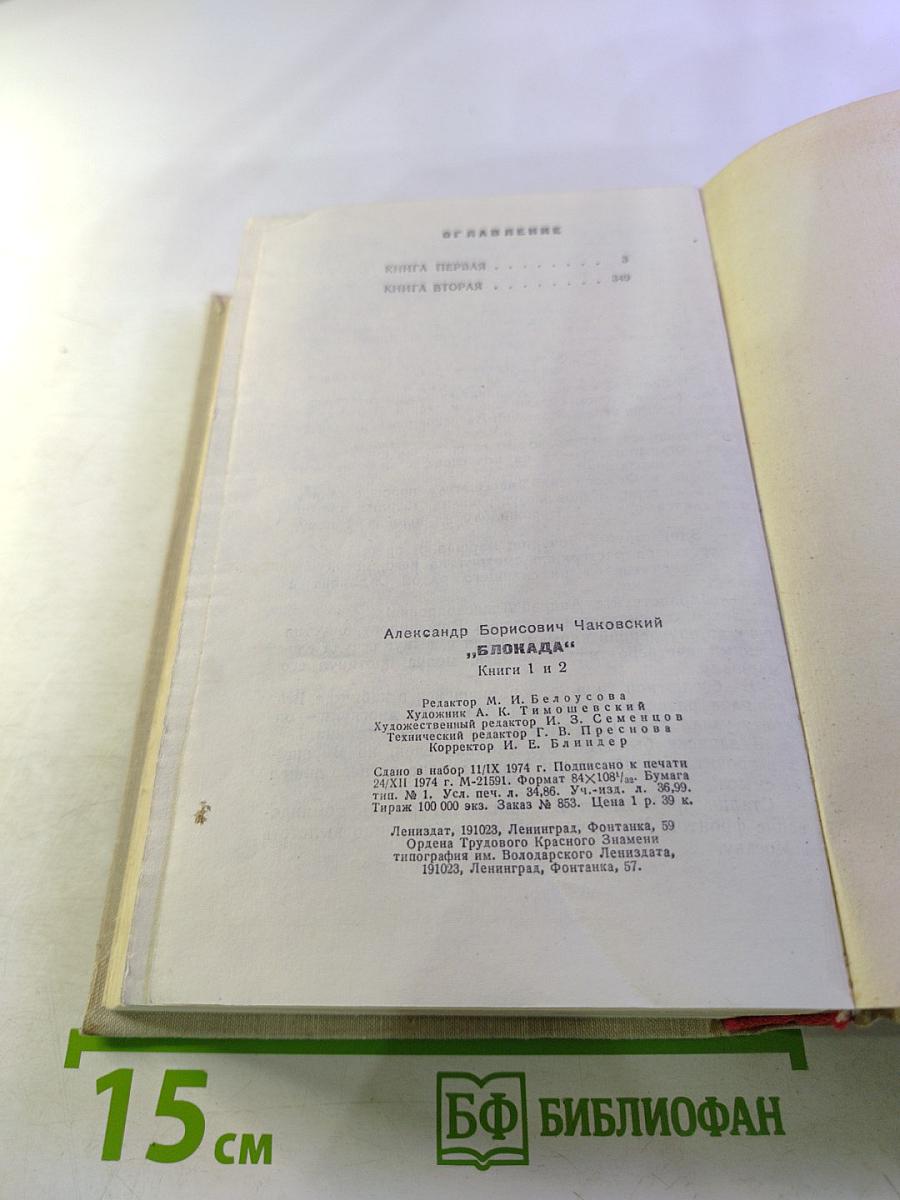 ОГЛАВЛЕНИЕ
КНИГА ПЕРВАЯ . . . . . . . . 3
КНИГА ВТОРАЯ . . . . . . . . 349
Александр Борисович Чаковский
„БЛОКАДА“
Книги 1 и 2
Редактор М. И. Белоусова
Художник А. К. Тимошевский
Художественный редактор И. З. Семенцов
Технический редактор Г. В. Преснова
Корректор И. Е. Блиндер
Сдано в набор 11/IX 1974 г. Подписано к печати
24/XII 1974 г. М-21591. Формат 84×108¹/₃₂. Бумага
тип. № 1. Усл. печ. л. 34,86. Уч.-изд. л. 36,99.
Тираж 100 000 экз. Заказ № 853. Цена 1 р. 39 к.
Лениздат, 191023, Ленинград, Фонтанка, 59
Ордена Трудового Красного Знамени
типография им. Володарского Лениздата,
191023, Ленинград, Фонтанка, 57.
15 см
БФ БИБЛИОФАН